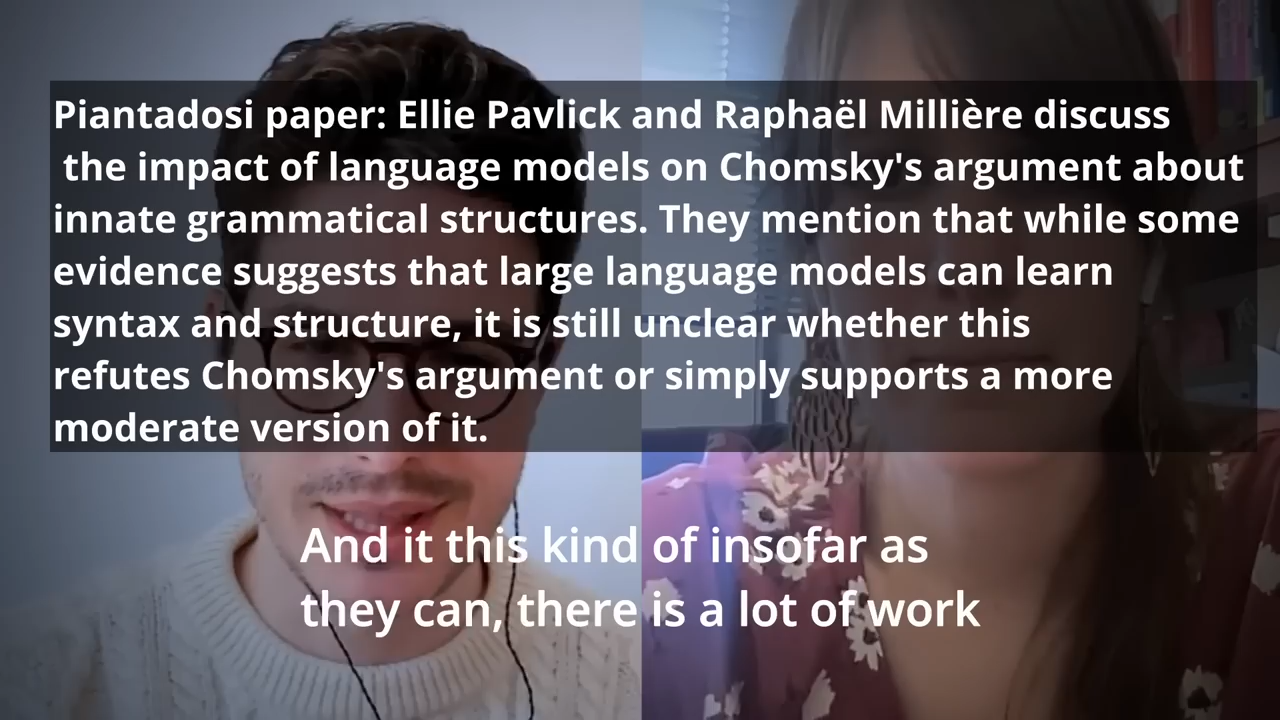 Piantadosi paper: Ellie Pavlick and Raphaël Millière discuss
the impact of language models on Chomsky's argument about
innate grammatical structures. They mention that while some
evidence suggests that large language models can learn
syntax and structure, it is still unclear whether this
refutes Chomsky's argument or simply supports a more
moderate version of it.
And it this kind of insofar as
they can, there is a lot of work